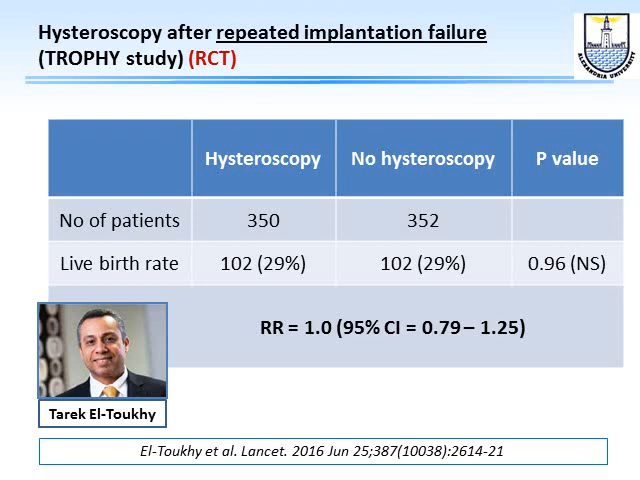 Hysteroscopy after repeated implantation failure
(TROPHY study) (RCT)
ALEXANDRIA UNIVERSITY
Hysteroscopy No hysteroscopy P value
No of patients 350 352
Live birth rate 102 (29%) 102 (29%) 0.96 (NS)
RR = 1.0 (95% CI = 0.79 – 1.25)
Tarek El-Toukhy
El-Toukhy et al. Lancet. 2016 Jun 25;387(10038):2614-21